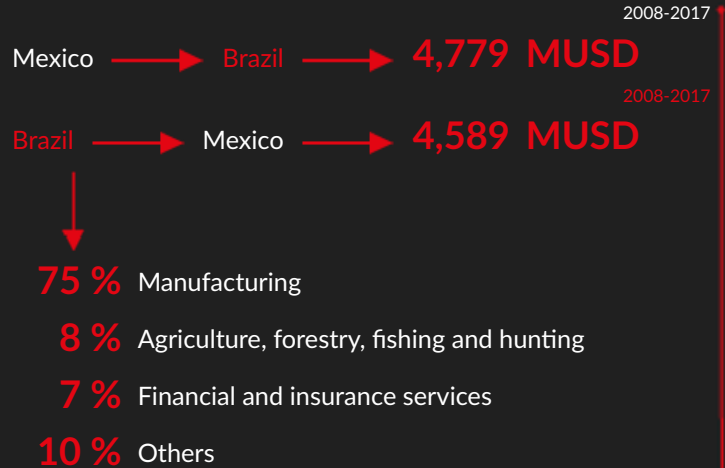 2008-2017
Mexico Brazil 4,779 MUSD
2008-2017
Brazil Mexico 4,589 MUSD
75 % Manufacturing
8 % Agriculture, forestry, fishing and hunting
7 % Financial and insurance services
10 % Others